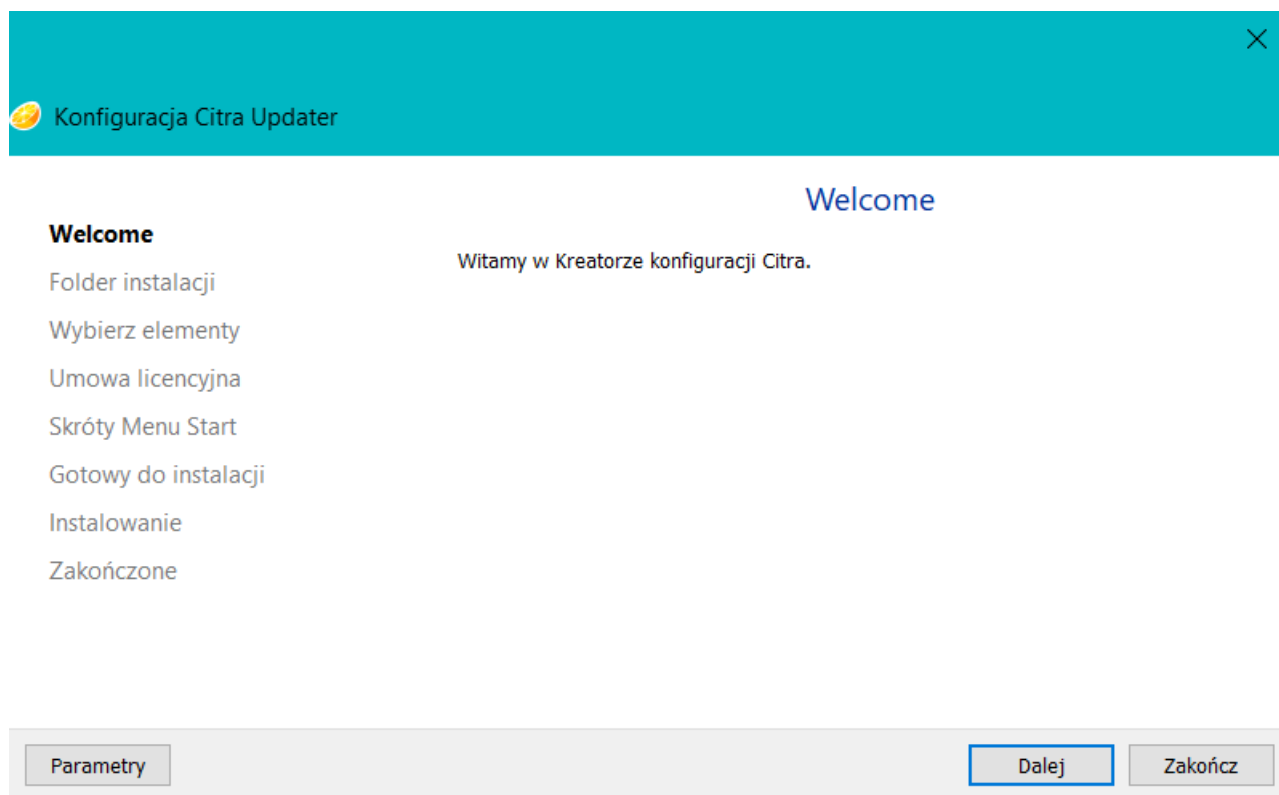 Konfiguracja Citra Updater
Welcome
Folder instalacji
Wybierz elementy
Umowa licencyjna
Skróty Menu Start
Gotowy do instalacji
Instalowanie
Zakończone
Welcome
Witamy w Kreatorze konfiguracji Citra.
Parametry
Dalej
Zakończ